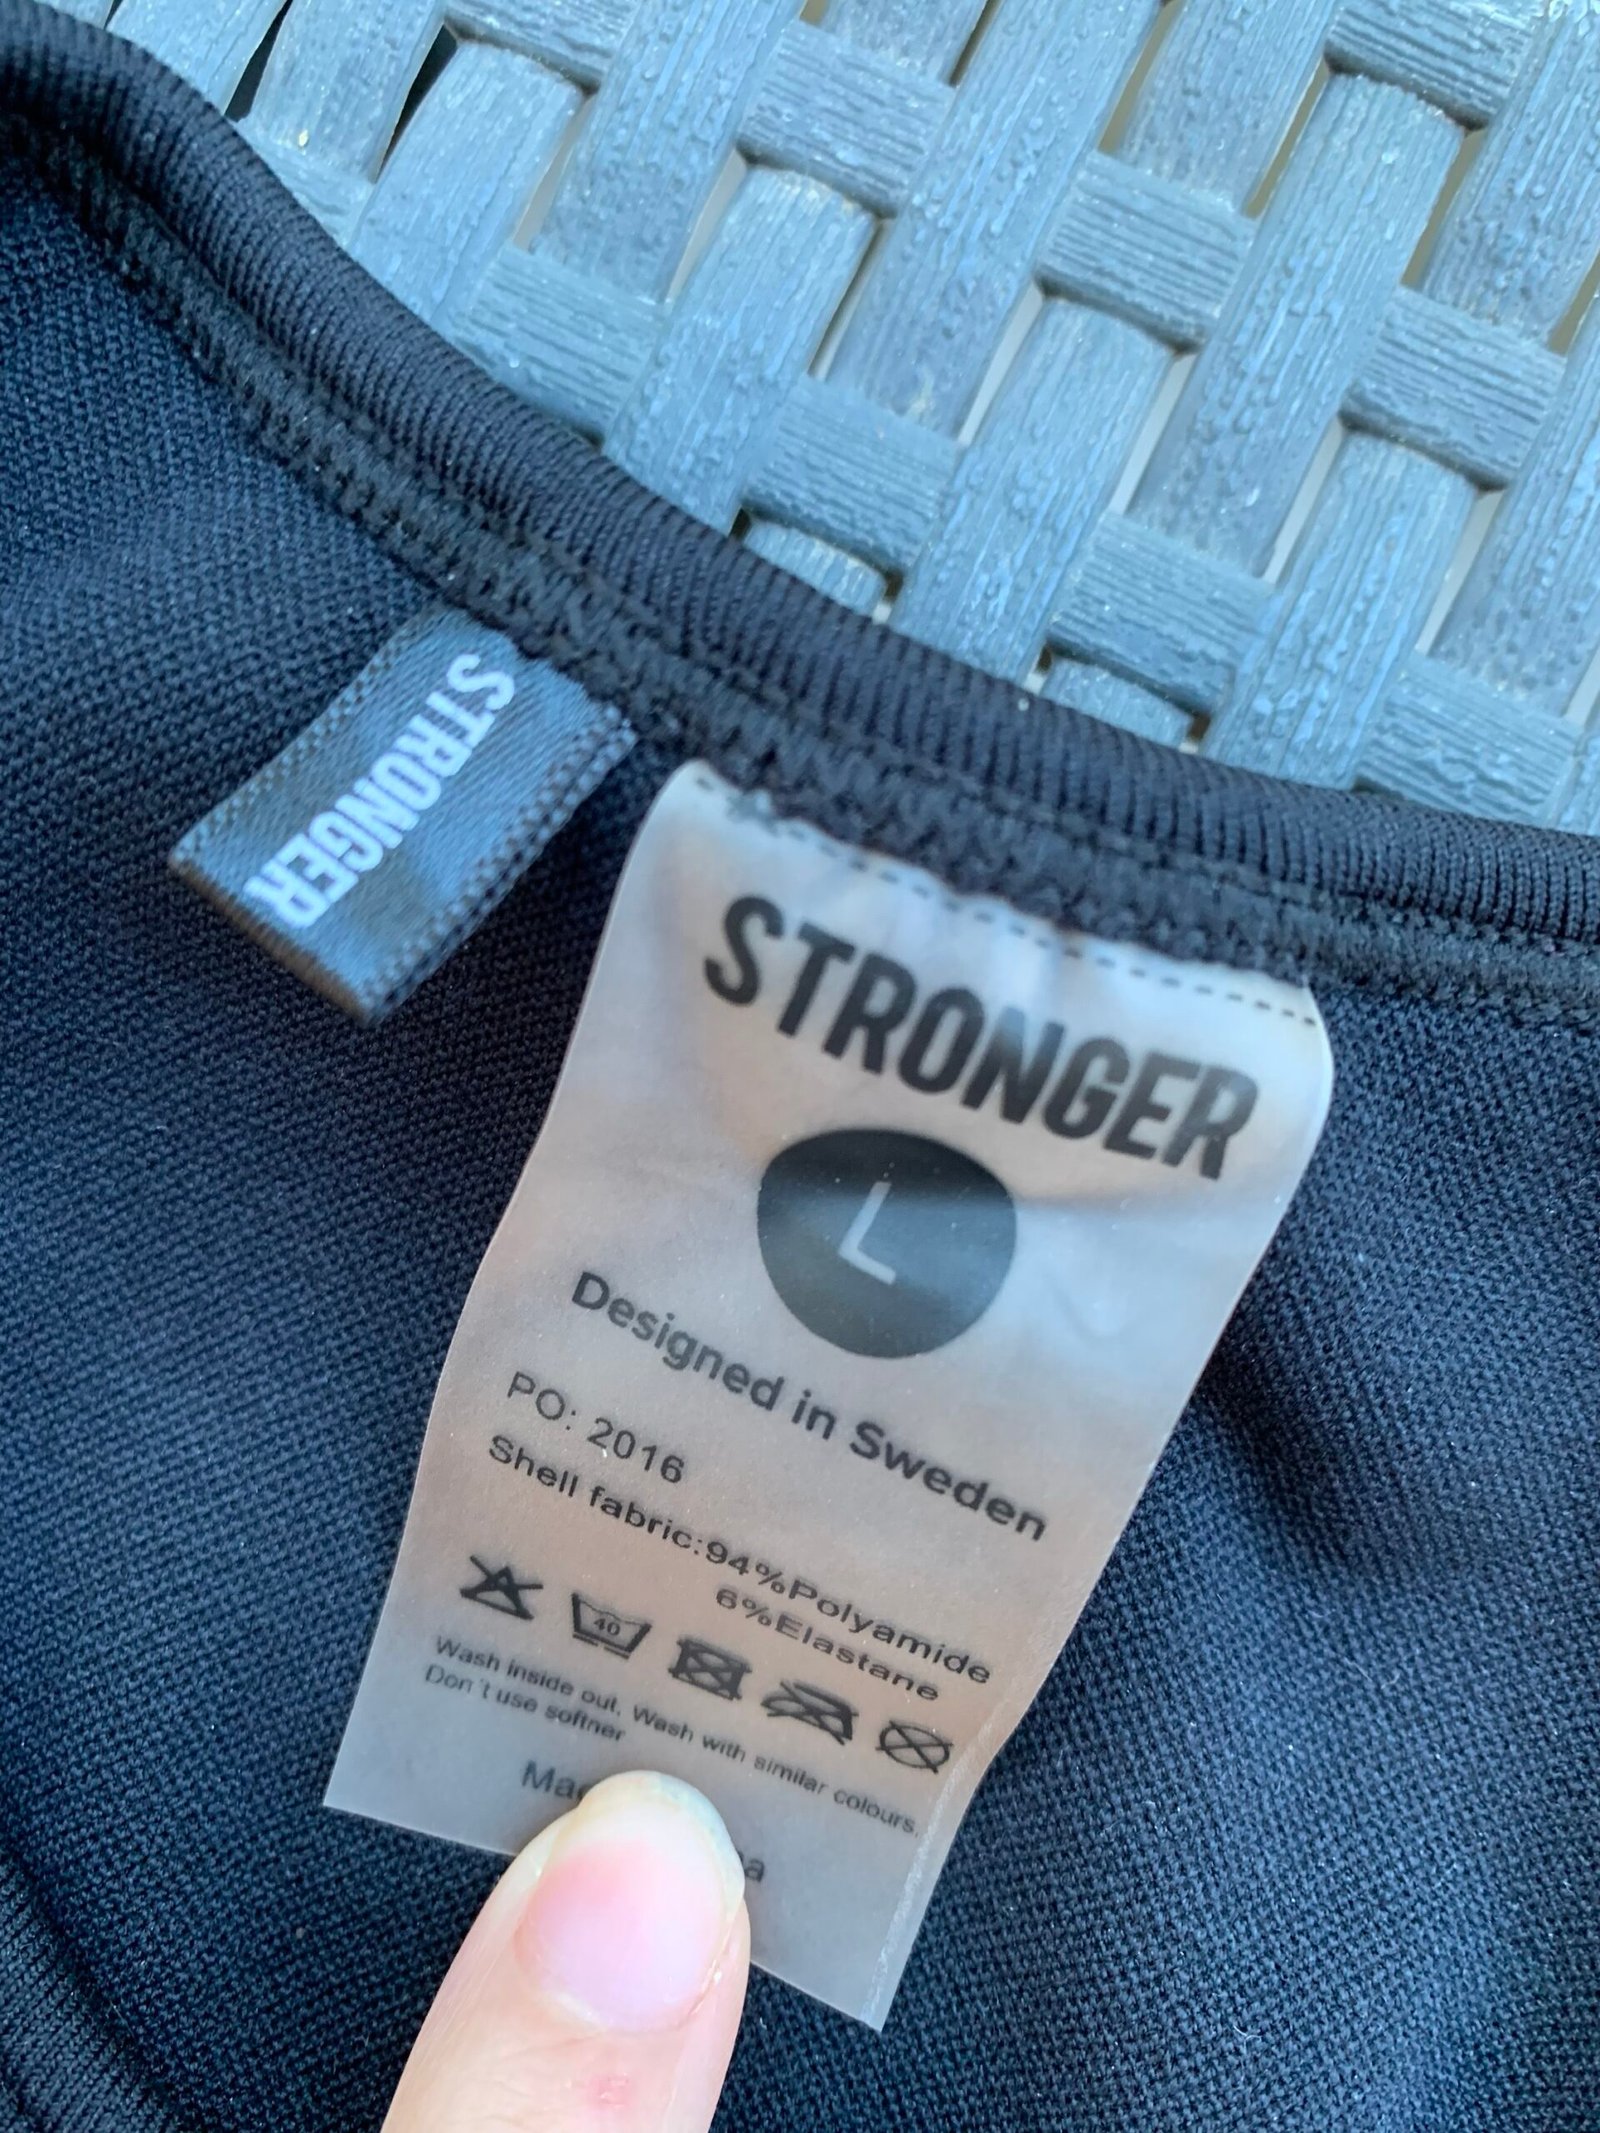 STRONGER
STRONGER
L
Designed in Sweden
PO: 2016
Shell fabric:94%Polyamide
6%Elastane
40
Wash inside out, Wash with similar colours.
Don´t use softner